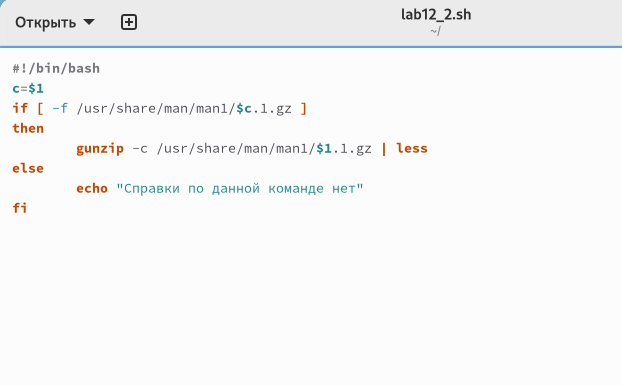 Открыть
lab12_2.sh
~/
#!/bin/bash
c=$1
if [ -f /usr/share/man/man1/$c.1.gz ]
then
        gunzip -c /usr/share/man/man1/$1.1.gz | less
else
        echo "Справки по данной команде нет"
fi